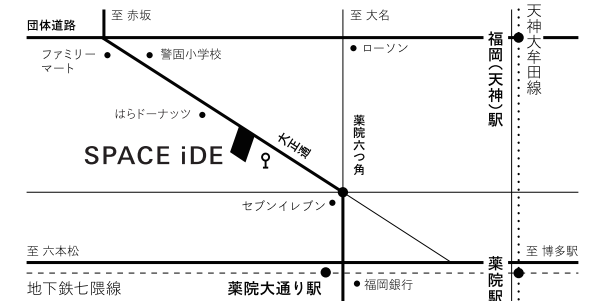 団体道路
至 赤坂
至 大名
天神大牟田線
ファミリー
マート
警固小学校
ローソン
福岡(天神)駅
はらドーナッツ
大正通
薬院六つ角
SPACE iDE
セブンイレブン
至 六本松
至 博多駅
地下鉄七隈線
薬院大通り駅
福岡銀行
薬院駅